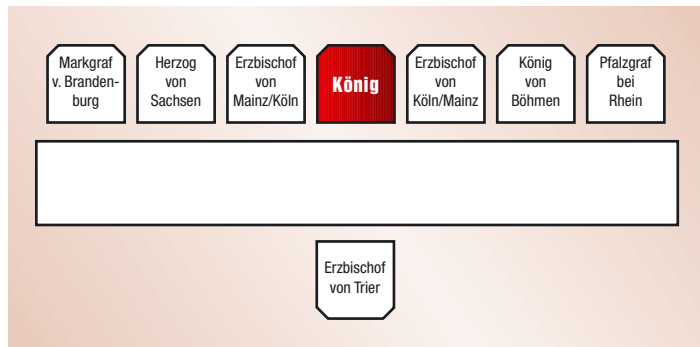 Markgraf
v. Branden-
burg
Herzog
von
Sachsen
Erzbischof
von
Mainz/Köln
König
Erzbischof
von
Köln/Mainz
König
von
Böhmen
Pfalzgraf
bei
Rhein
Erzbischof
von Trier